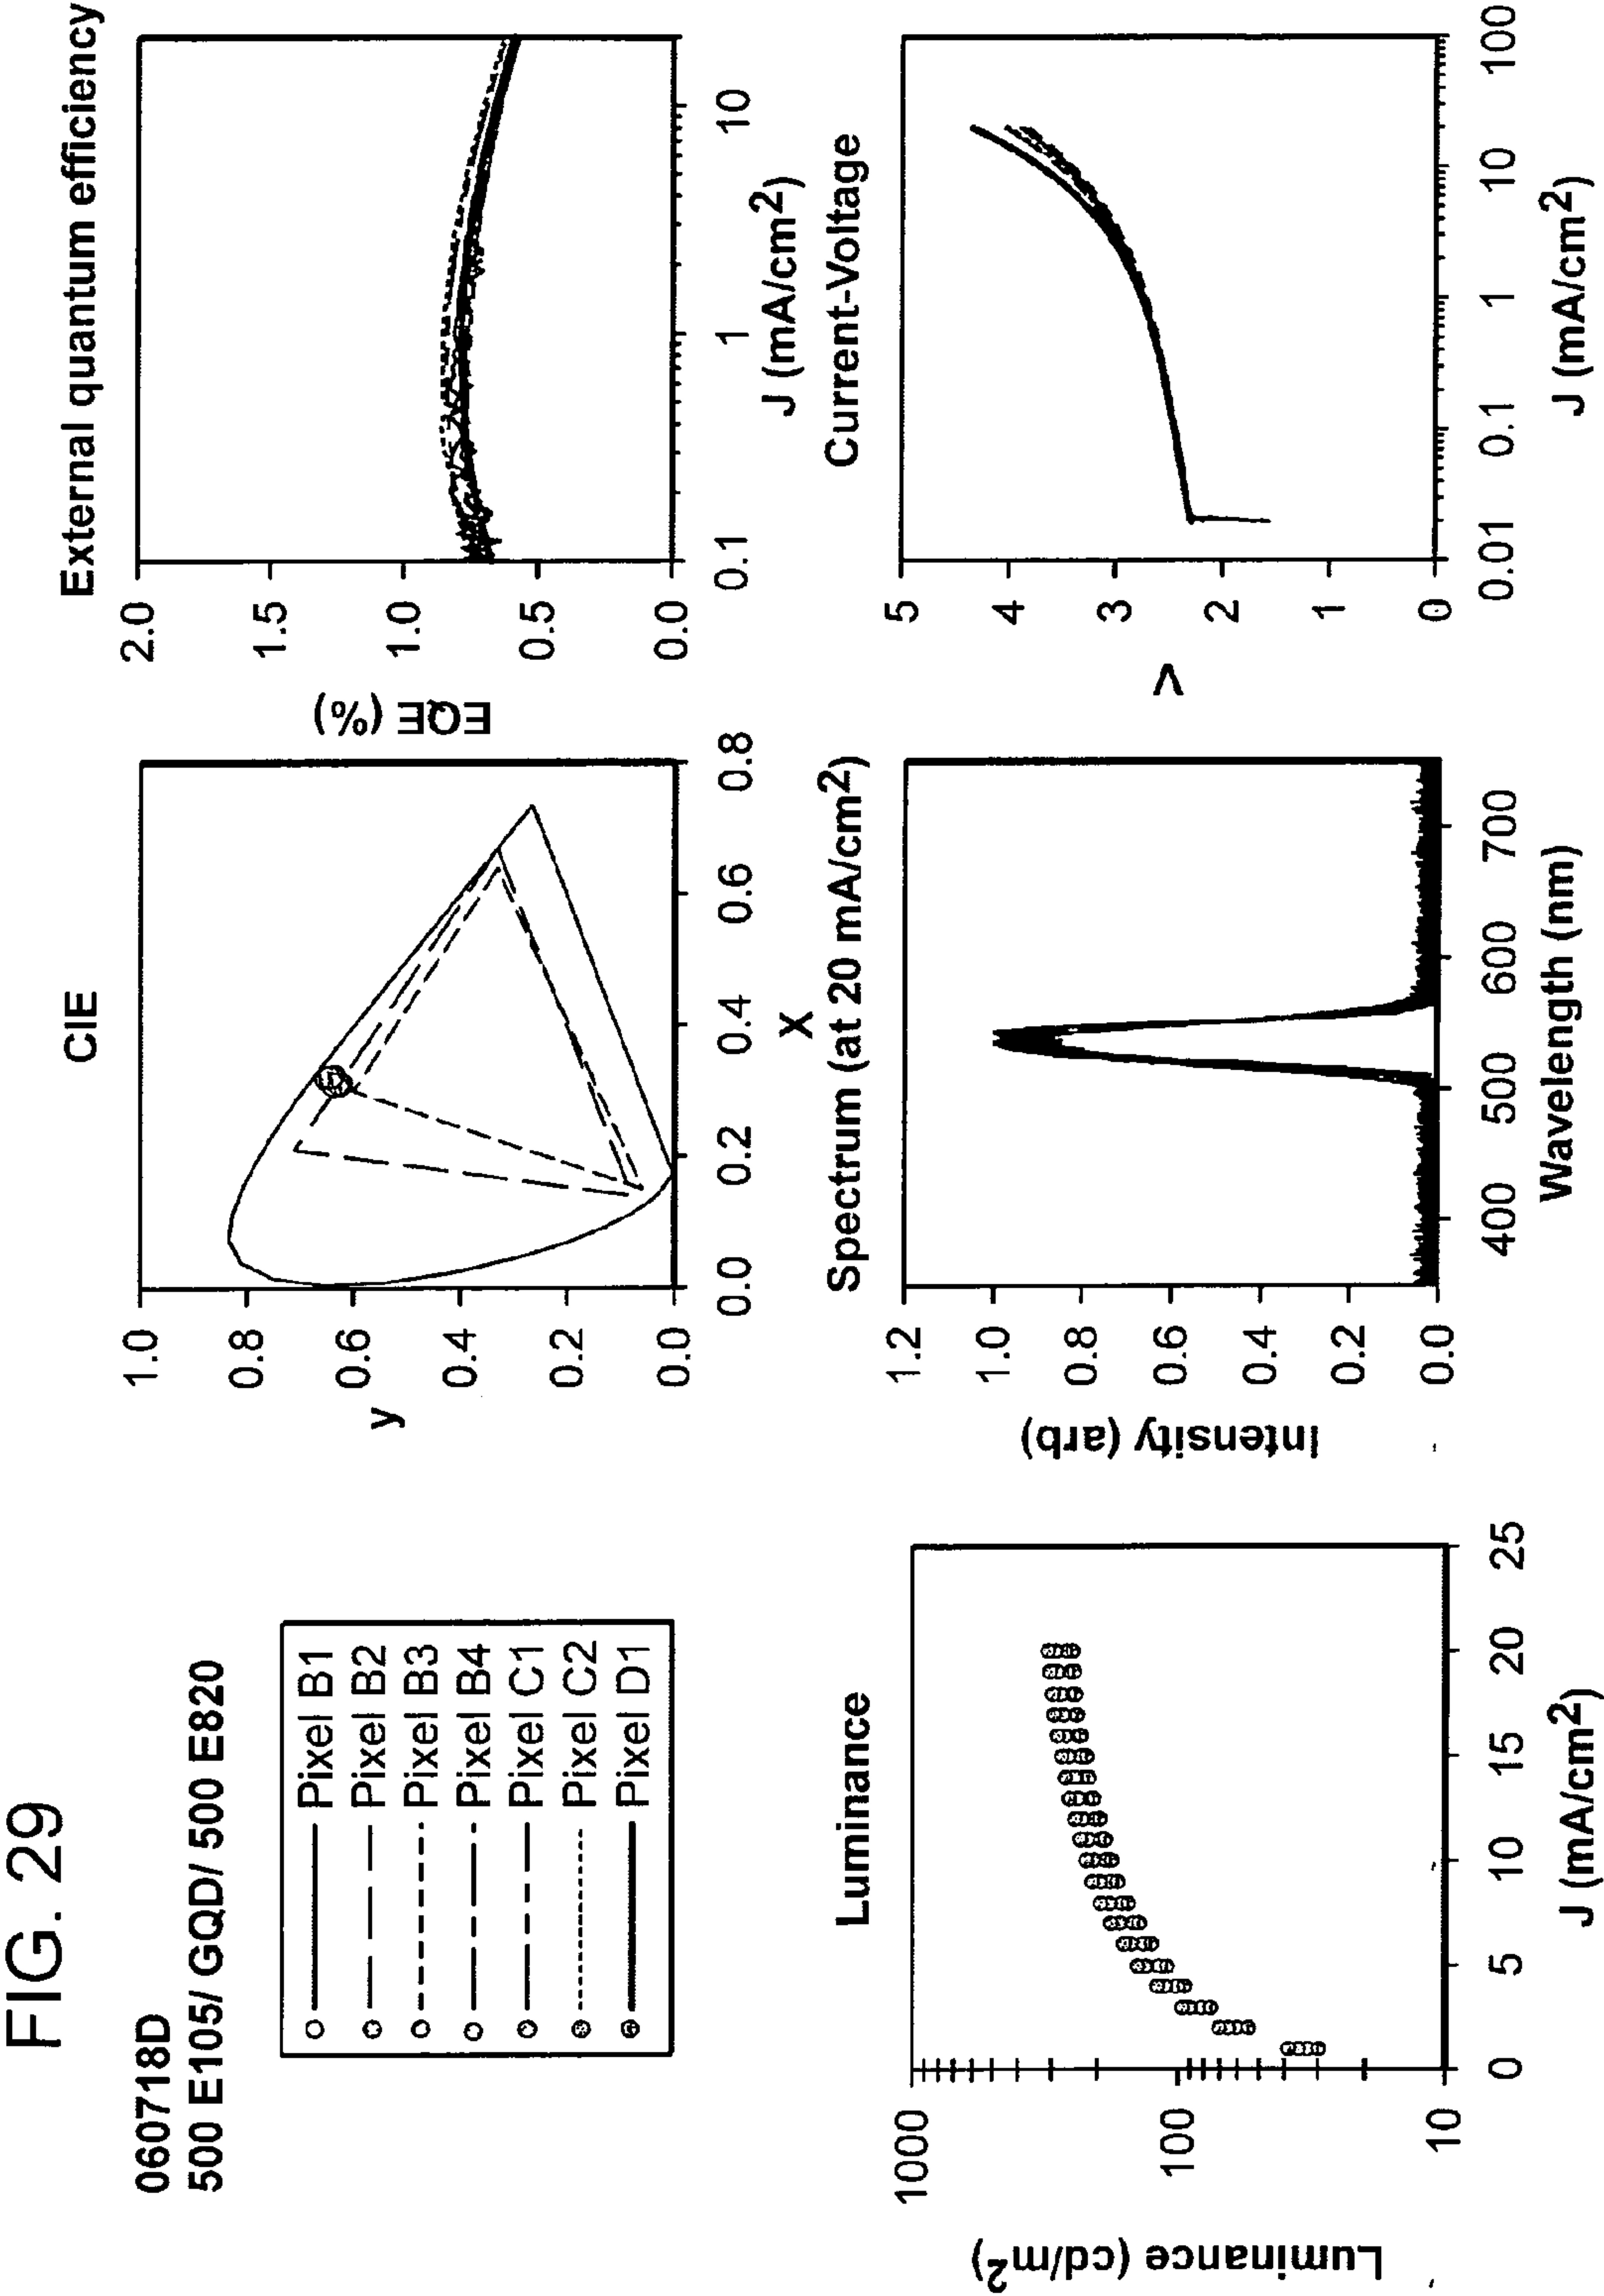 FIG. 29
060718D
500 E105/ GQD/ 500 E820
Pixel B1
Pixel B2
Pixel B3
Pixel B4
Pixel C1
Pixel C2
Pixel D1
CIE
y
1.0
0.8
0.6
0.4
0.2
0.0
0.0 0.2 0.4 0.6 0.8
X
External quantum efficiency
EQE (%)
2.0
1.5
1.0
0.5
0.0
0.1 1 10
J (mA/cm2)
Luminance
Luminance (cd/m2)
1000
100
10
0 5 10 15 20 25
J (mA/cm2)
Spectrum (at 20 mA/cm2)
Intensity (arb)
1.2
1.0
0.8
0.6
0.4
0.2
0.0
400 500 600 700
Wavelength (nm)
Current-Voltage
V
5
4
3
2
1
0
0.01 0.1 1 10 100
J (mA/cm2)